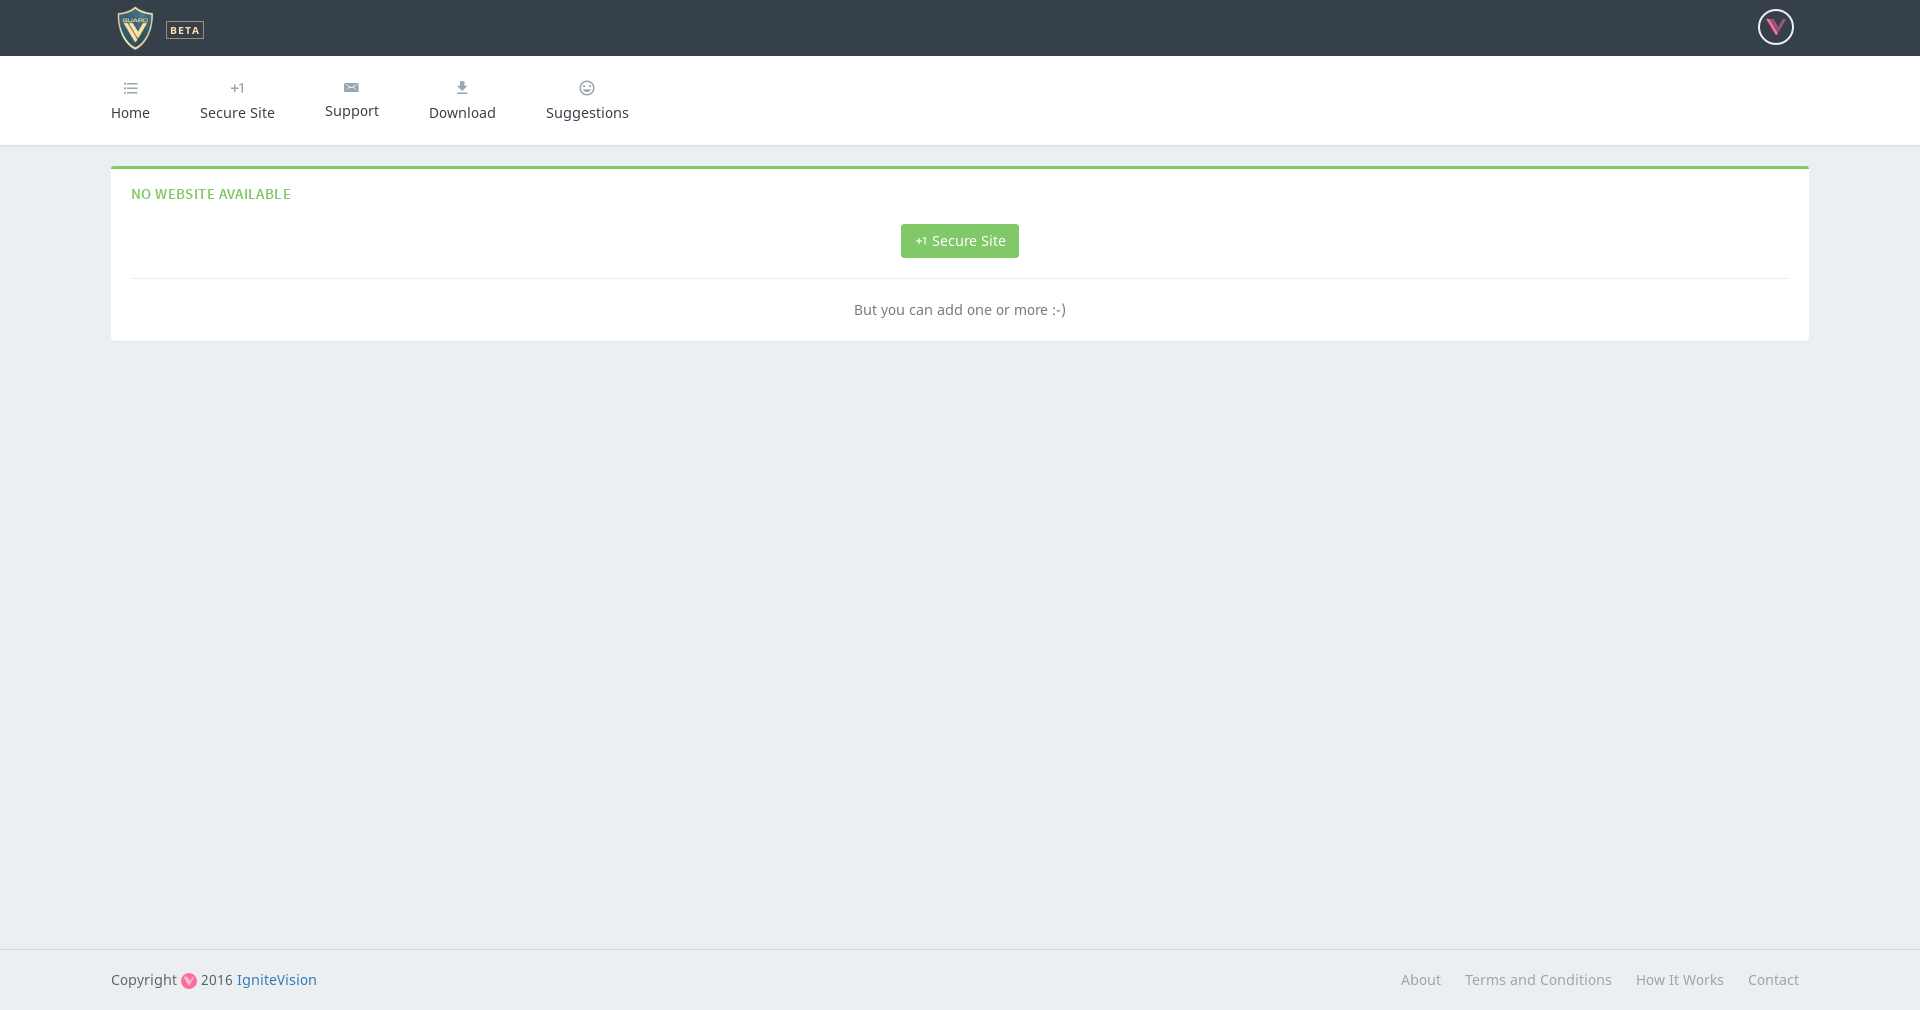 GUARD
BETA
Home
+1
Secure Site
Support
Download
Suggestions
NO WEBSITE AVAILABLE
+1 Secure Site
But you can add one or more :-)
Copyright 2016 IgniteVision
About Terms and Conditions How It Works Contact